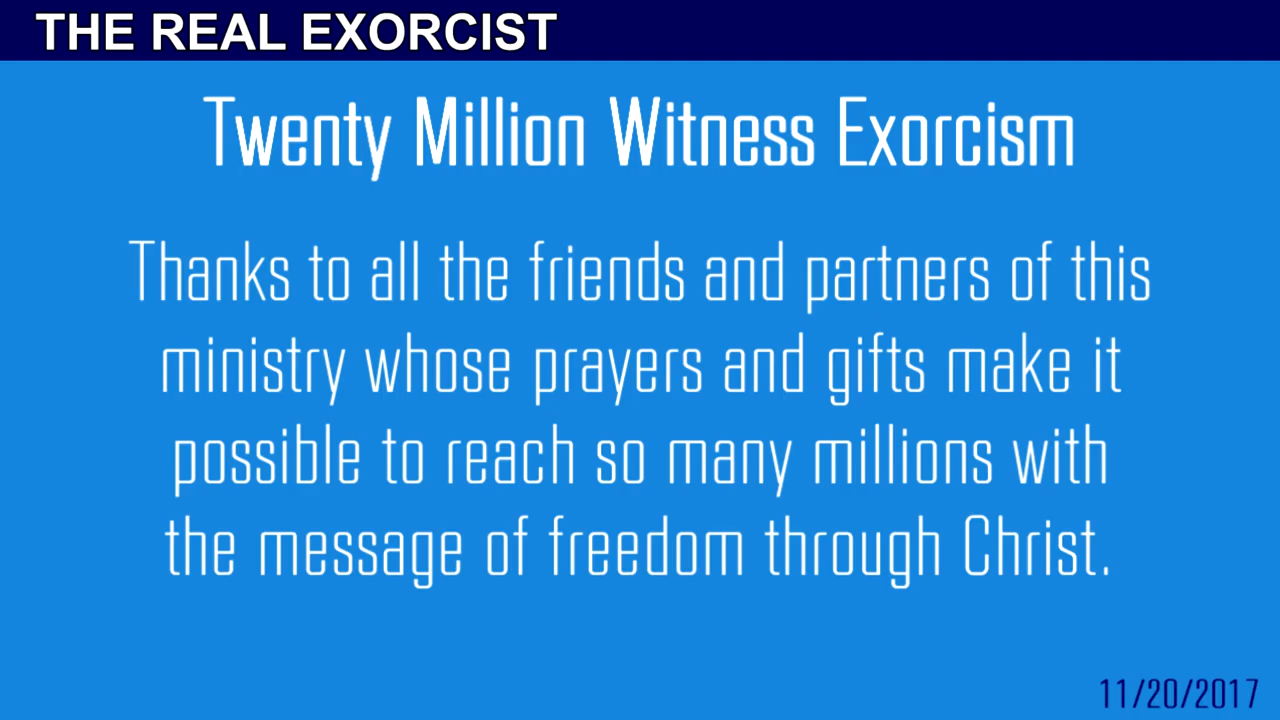 THE REAL EXORCIST
Twenty Million Witness Exorcism
Thanks to all the friends and partners of this
ministry whose prayers and gifts make it
possible to reach so many millions with
the message of freedom through Christ.
11/20/2017